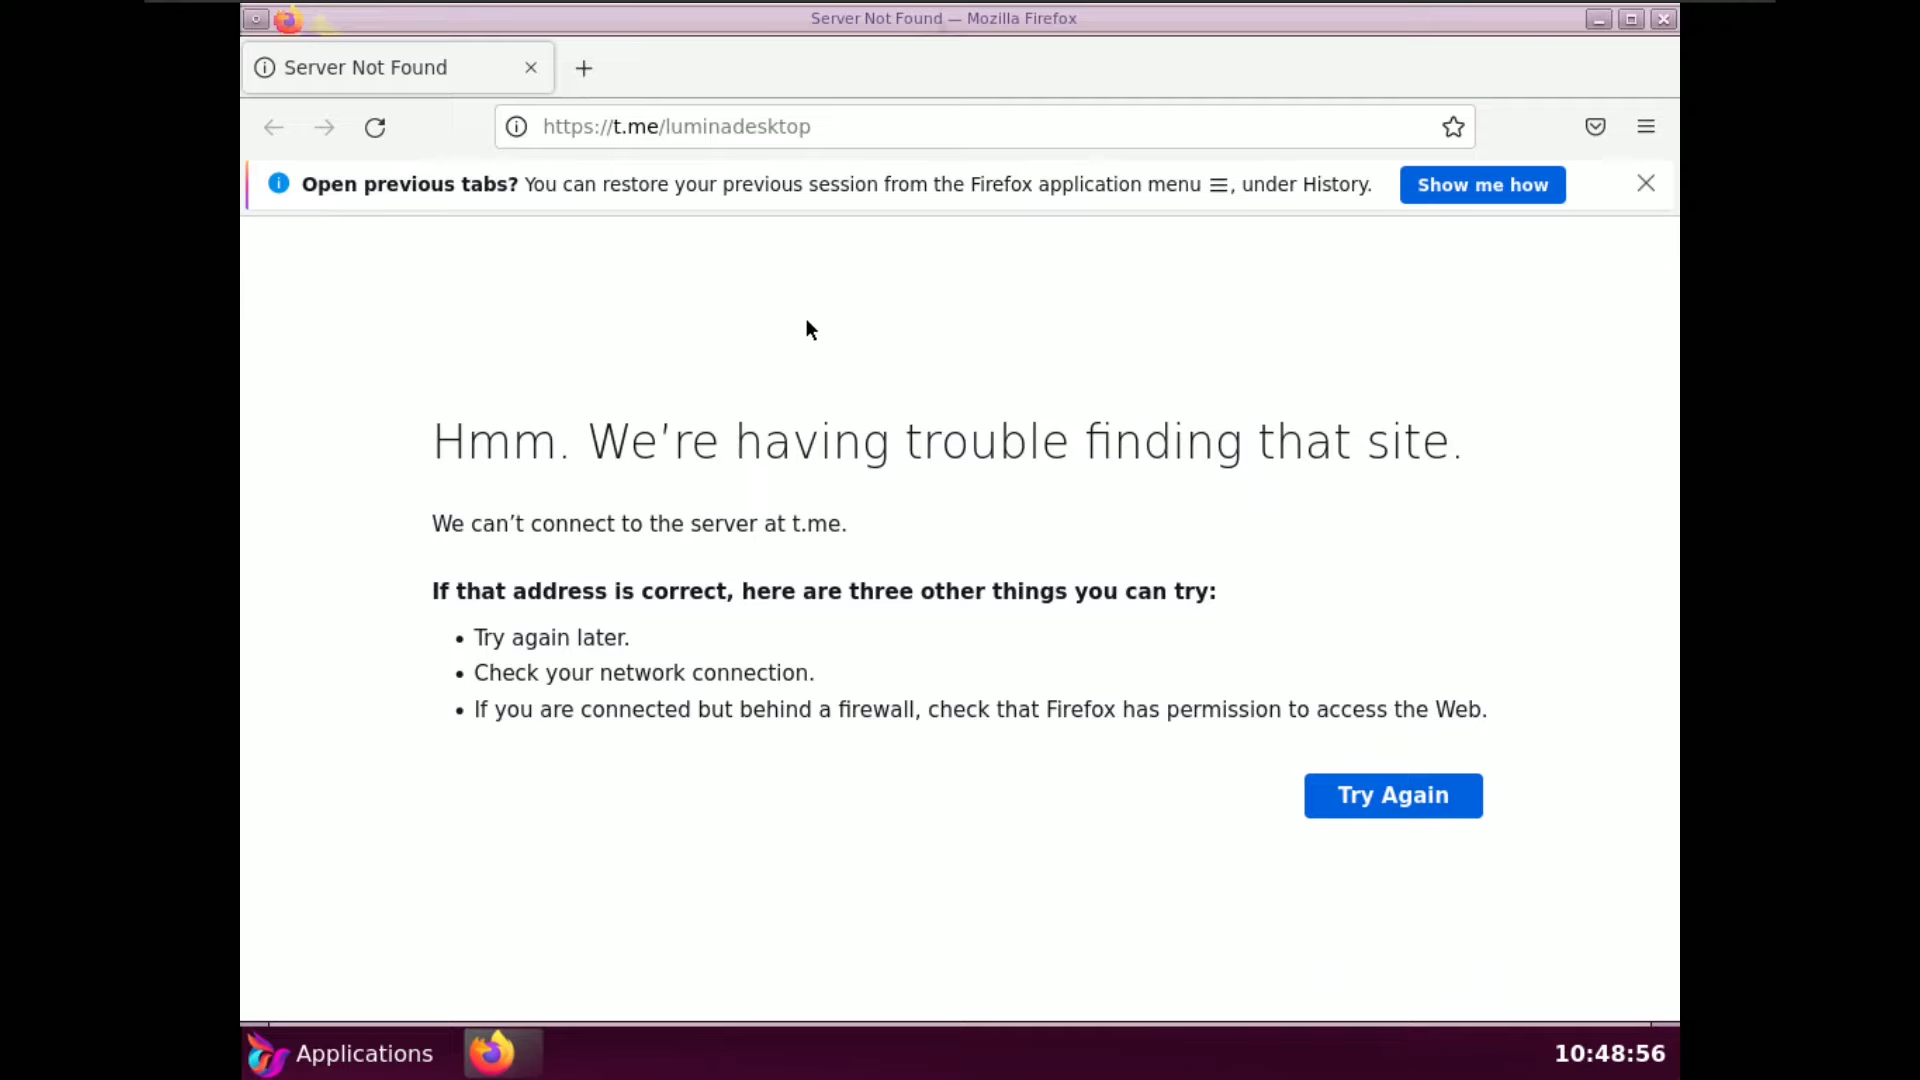 Server Not Found — Mozilla Firefox
Server Not Found
https://t.me/luminadesktop
Open previous tabs? You can restore your previous session from the Firefox application menu ☰, under History.
Show me how
Hmm. We’re having trouble finding that site.
We can’t connect to the server at t.me.
If that address is correct, here are three other things you can try:
• Try again later.
• Check your network connection.
• If you are connected but behind a firewall, check that Firefox has permission to access the Web.
Try Again
Applications
10:48:56